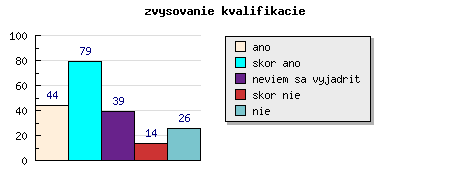 zvysovanie kvalifikacie
100
80
60
40
20
0
44
79
39
14
26
ano
skor ano
neviem sa vyjadrit
skor nie
nie